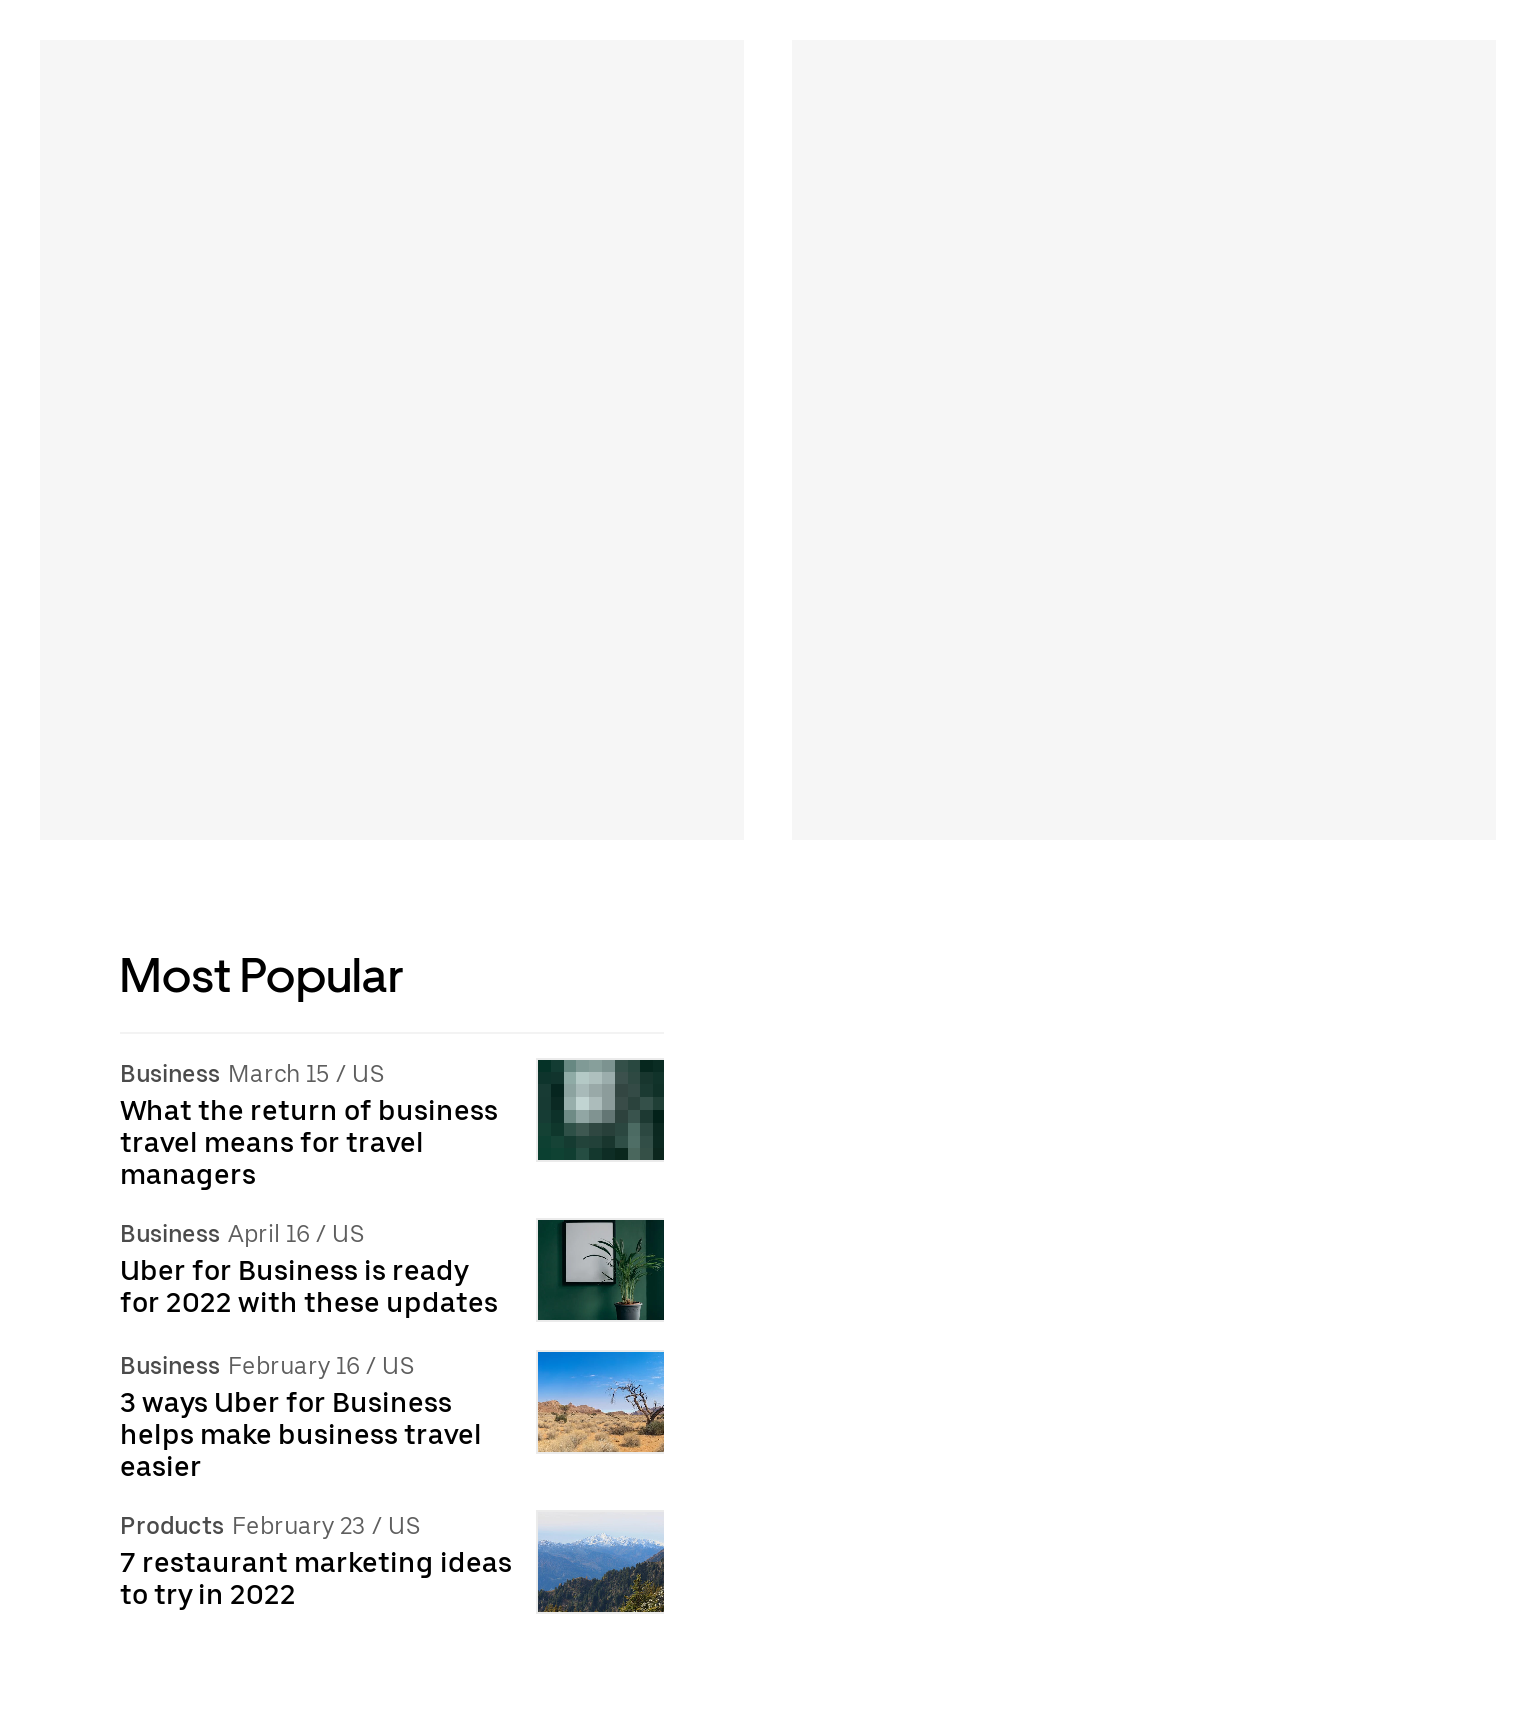 Most Popular
Business March 15 / US
What the return of business
travel means for travel
managers
Business April 16 / US
Uber for Business is ready
for 2022 with these updates
Business February 16 / US
3 ways Uber for Business
helps make business travel
easier
Products February 23 / US
7 restaurant marketing ideas
to try in 2022